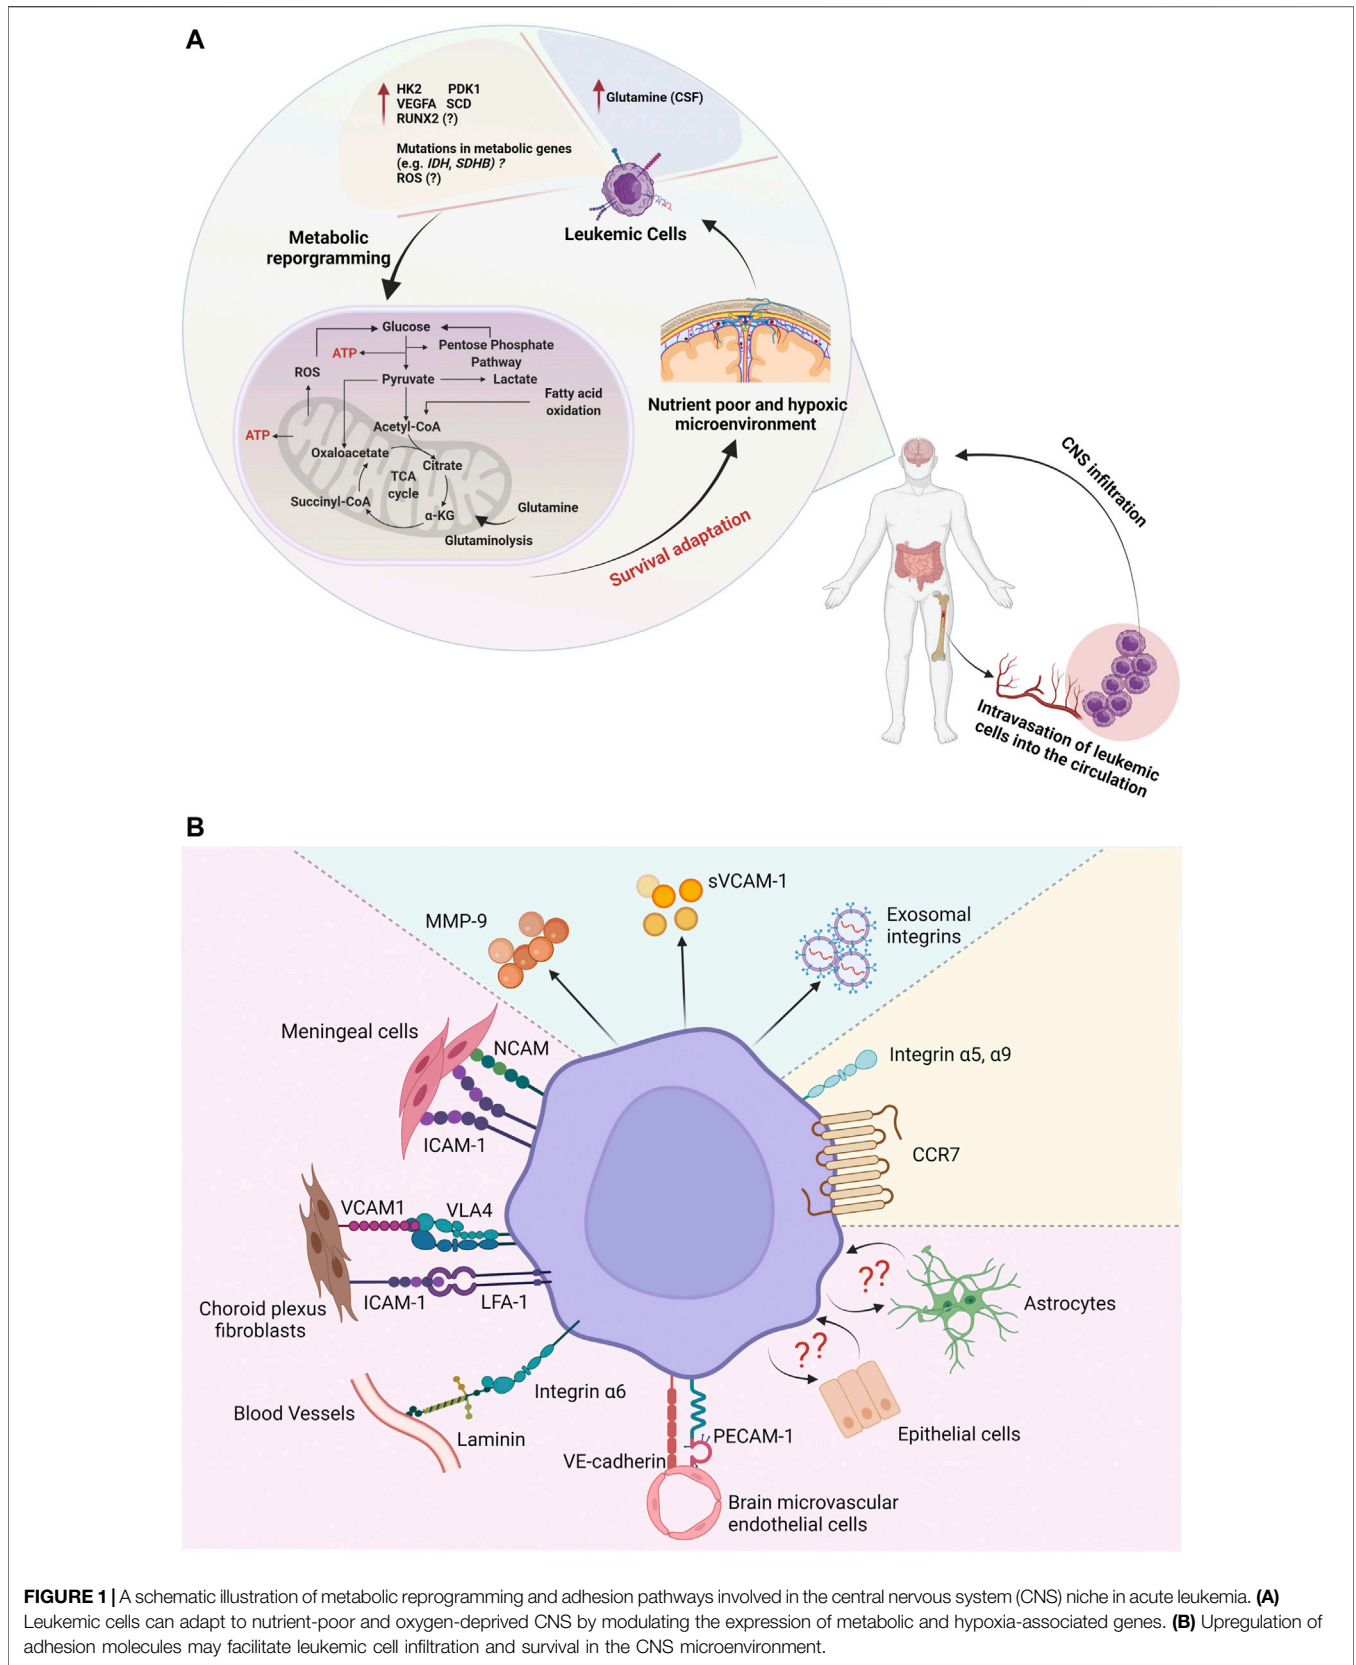 A
HK2 PDK1
VEGFA SCD
RUNX2 (?)
Mutations in metabolic genes
(e.g. IDH, SDHB) ?
ROS (?)
Glutamine (CSF)
Leukemic Cells
Metabolic
reporgramming
Glucose
ATP
Pentose Phosphate
Pathway
ROS
Pyruvate
Lactate
Fatty acid
oxidation
Acetyl-CoA
ATP
Oxaloacetate
Citrate
TCA
cycle
Succinyl-CoA
α-KG
Glutamine
Glutaminolysis
Nutrient poor and hypoxic
microenvironment
Survival adaptation
CNS infiltration
Intravasation of leukemic
cells into the circulation
B
MMP-9
sVCAM-1
Exosomal
integrins
Meningeal cells
NCAM
ICAM-1
Integrin α5, α9
CCR7
VCAM1
VLA4
ICAM-1
LFA-1
Choroid plexus
fibroblasts
??
Astrocytes
??
Epithelial cells
Integrin α6
Blood Vessels
Laminin
PECAM-1
VE-cadherin
Brain microvascular
endothelial cells
FIGURE 1 | A schematic illustration of metabolic reprogramming and adhesion pathways involved in the central nervous system (CNS) niche in acute leukemia. (A)
Leukemic cells can adapt to nutrient-poor and oxygen-deprived CNS by modulating the expression of metabolic and hypoxia-associated genes. (B) Upregulation of
adhesion molecules may facilitate leukemic cell infiltration and survival in the CNS microenvironment.